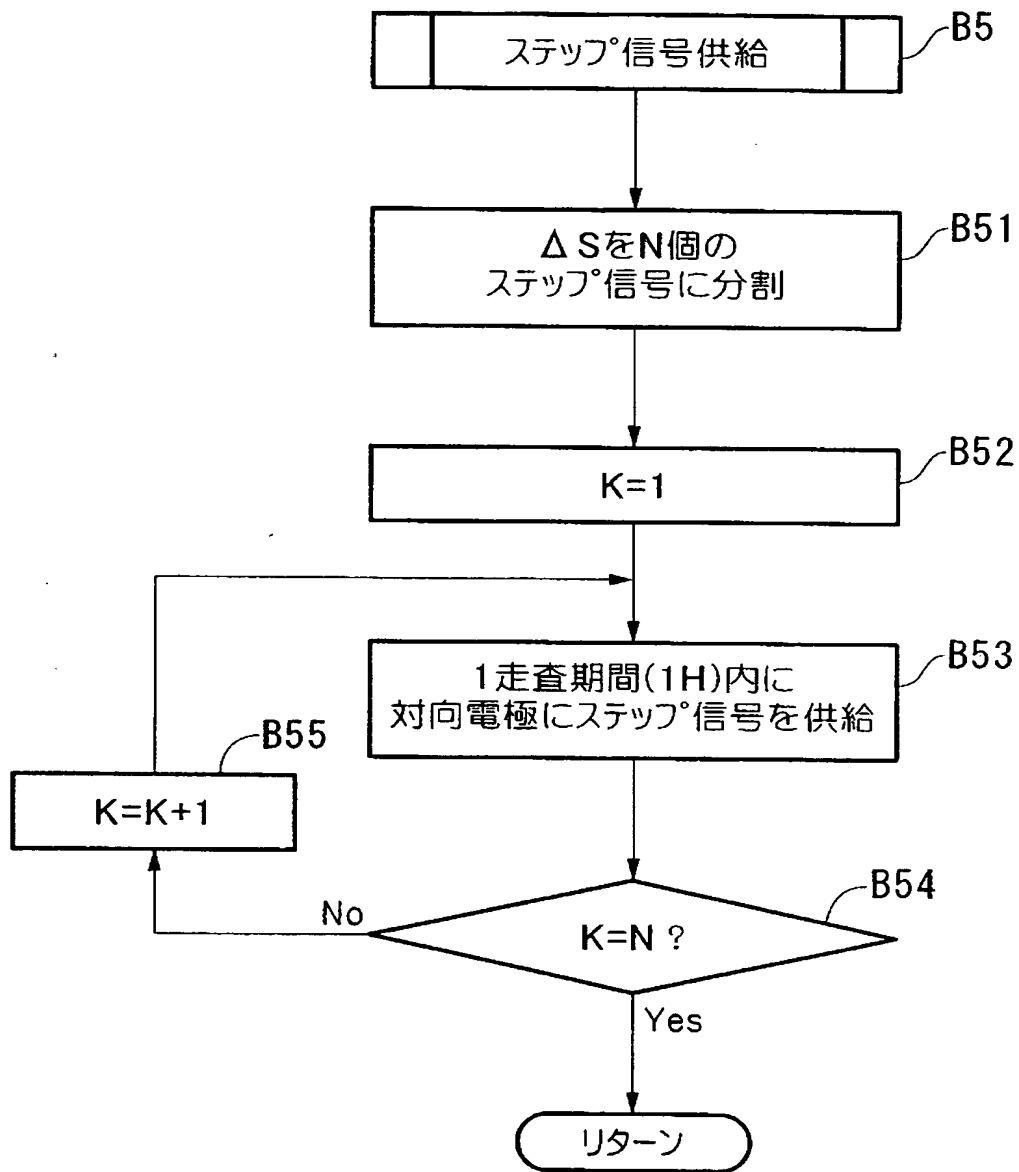 ステップ信号供給
B5
ΔSをN個の
ステップ信号に分割
B51
K=1
B52
1走査期間(1H)内に
対向電極にステップ信号を供給
B53
B55
K=K+1
B54
No
K=N？
Yes
リターン